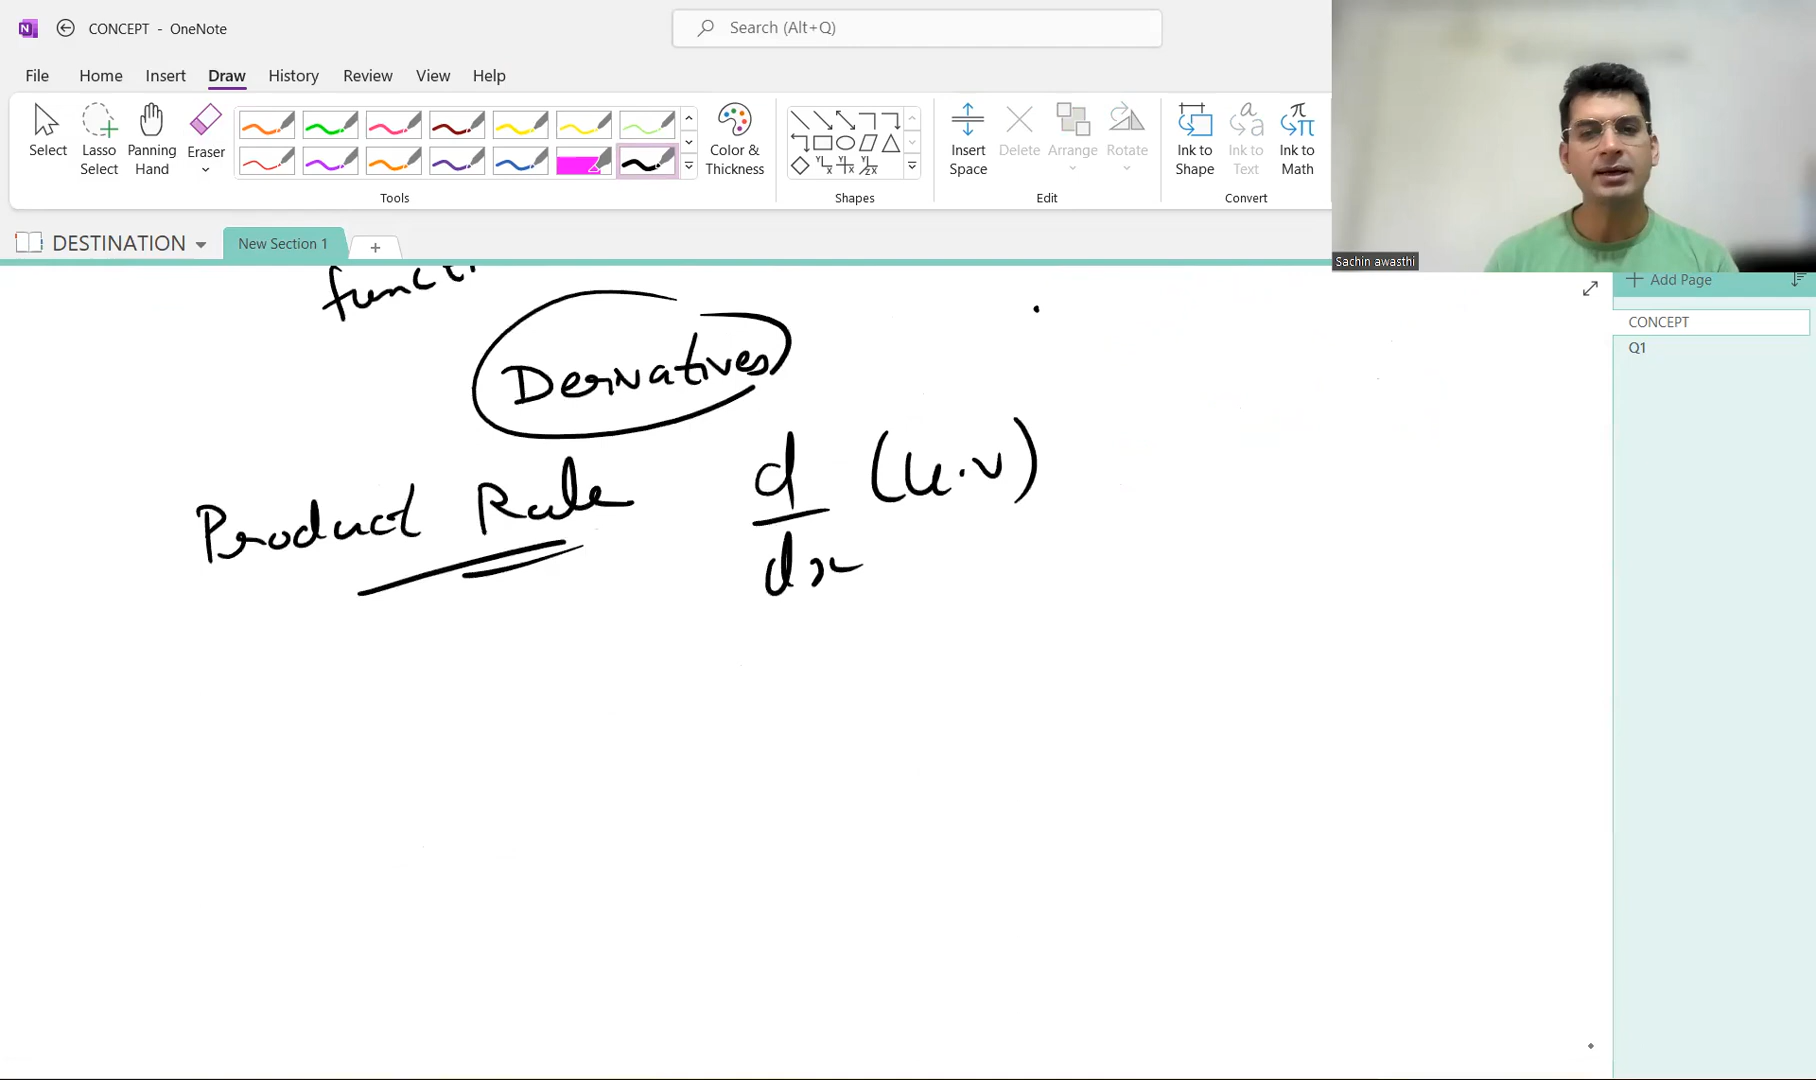 CONCEPT - OneNote
Search (Alt+Q)
File Home Insert Draw History Review View Help
Select
Lasso Select
Panning Hand
Eraser
Color & Thickness
Insert Space
Delete
Arrange
Rotate
Ink to Shape
Ink to Text
Ink to Math
Tools Shapes Edit Convert
Sachin awasthi
DESTINATION New Section 1 +
Add Page
CONCEPT
Q1
Derivatives
Product Rule d/dx (u.v)